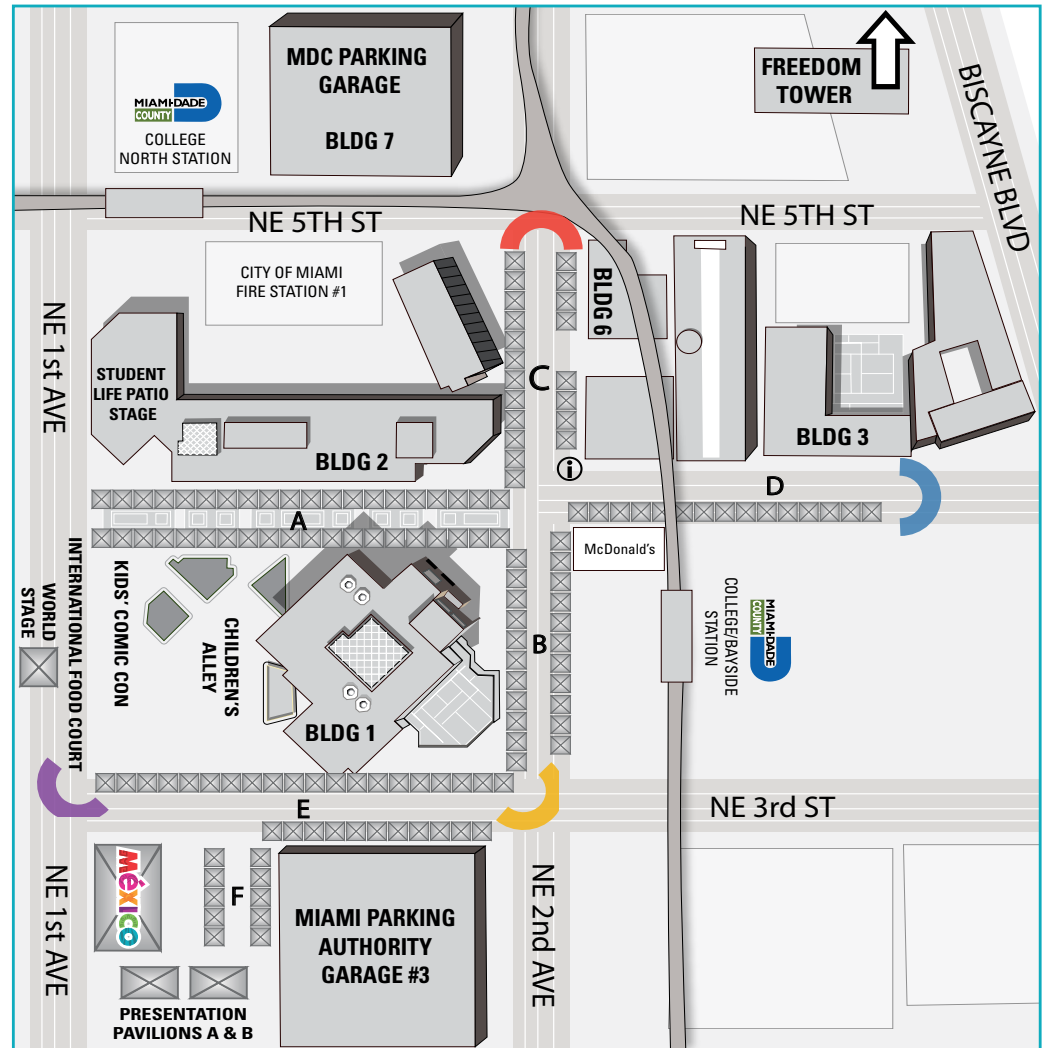 MDC PARKING
GARAGE
BLDG 7
MIAMI-DADE
COUNTY
COLLEGE
NORTH STATION
FREEDOM
TOWER
BISCAYNE BLVD
NE 5TH ST
NE 5TH ST
CITY OF MIAMI
FIRE STATION #1
BLDG 6
NE 1st AVE
STUDENT
LIFE PATIO
STAGE
C
BLDG 2
BLDG 3
i
D
A
McDonald's
WORLD
STAGE
INTERNATIONAL FOOD COURT
KIDS' COMIC CON
CHILDREN'S
ALLEY
B
BLDG 1
COLLEGE/BAYSIDE
STATION
MIAMI-DADE
COUNTY
E
NE 3rd ST
NE 1st AVE
méxico
F
MIAMI PARKING
AUTHORITY
GARAGE #3
NE 2nd AVE
PRESENTATION
PAVILIONS A & B